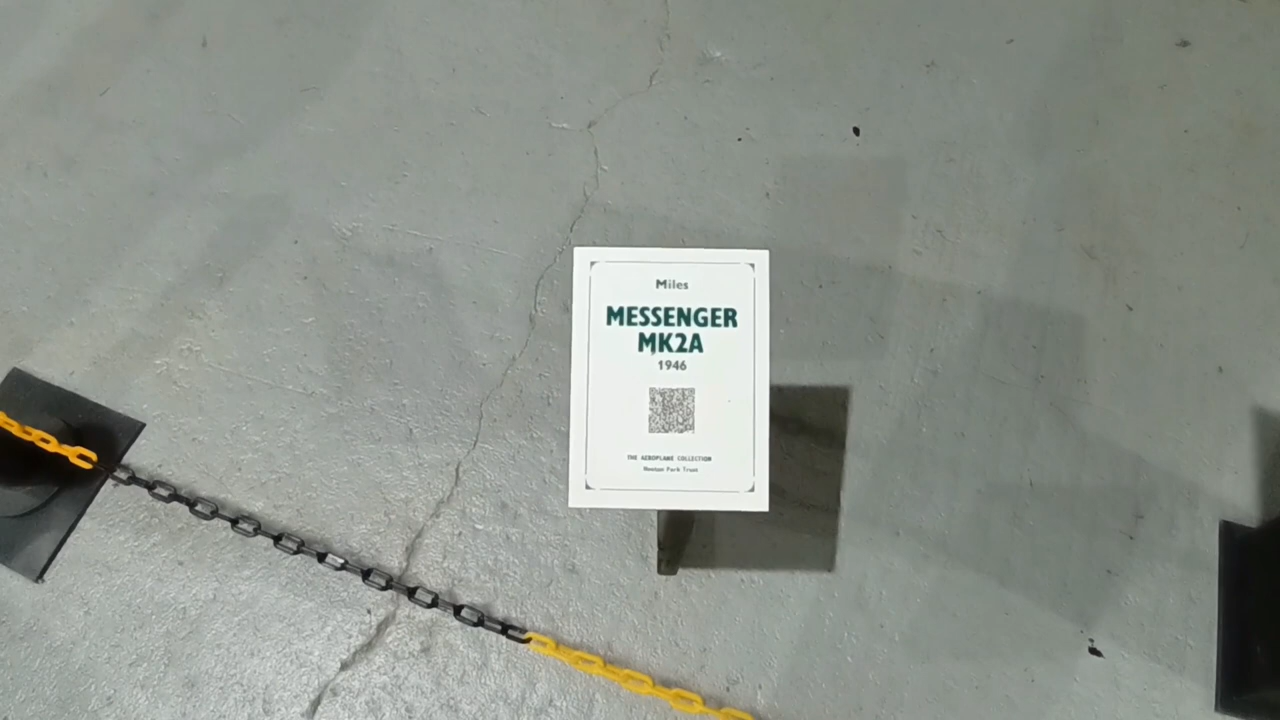 Miles
MESSENGER
MK2A
1946
THE AEROPLANE COLLECTION
Newton Park Trust